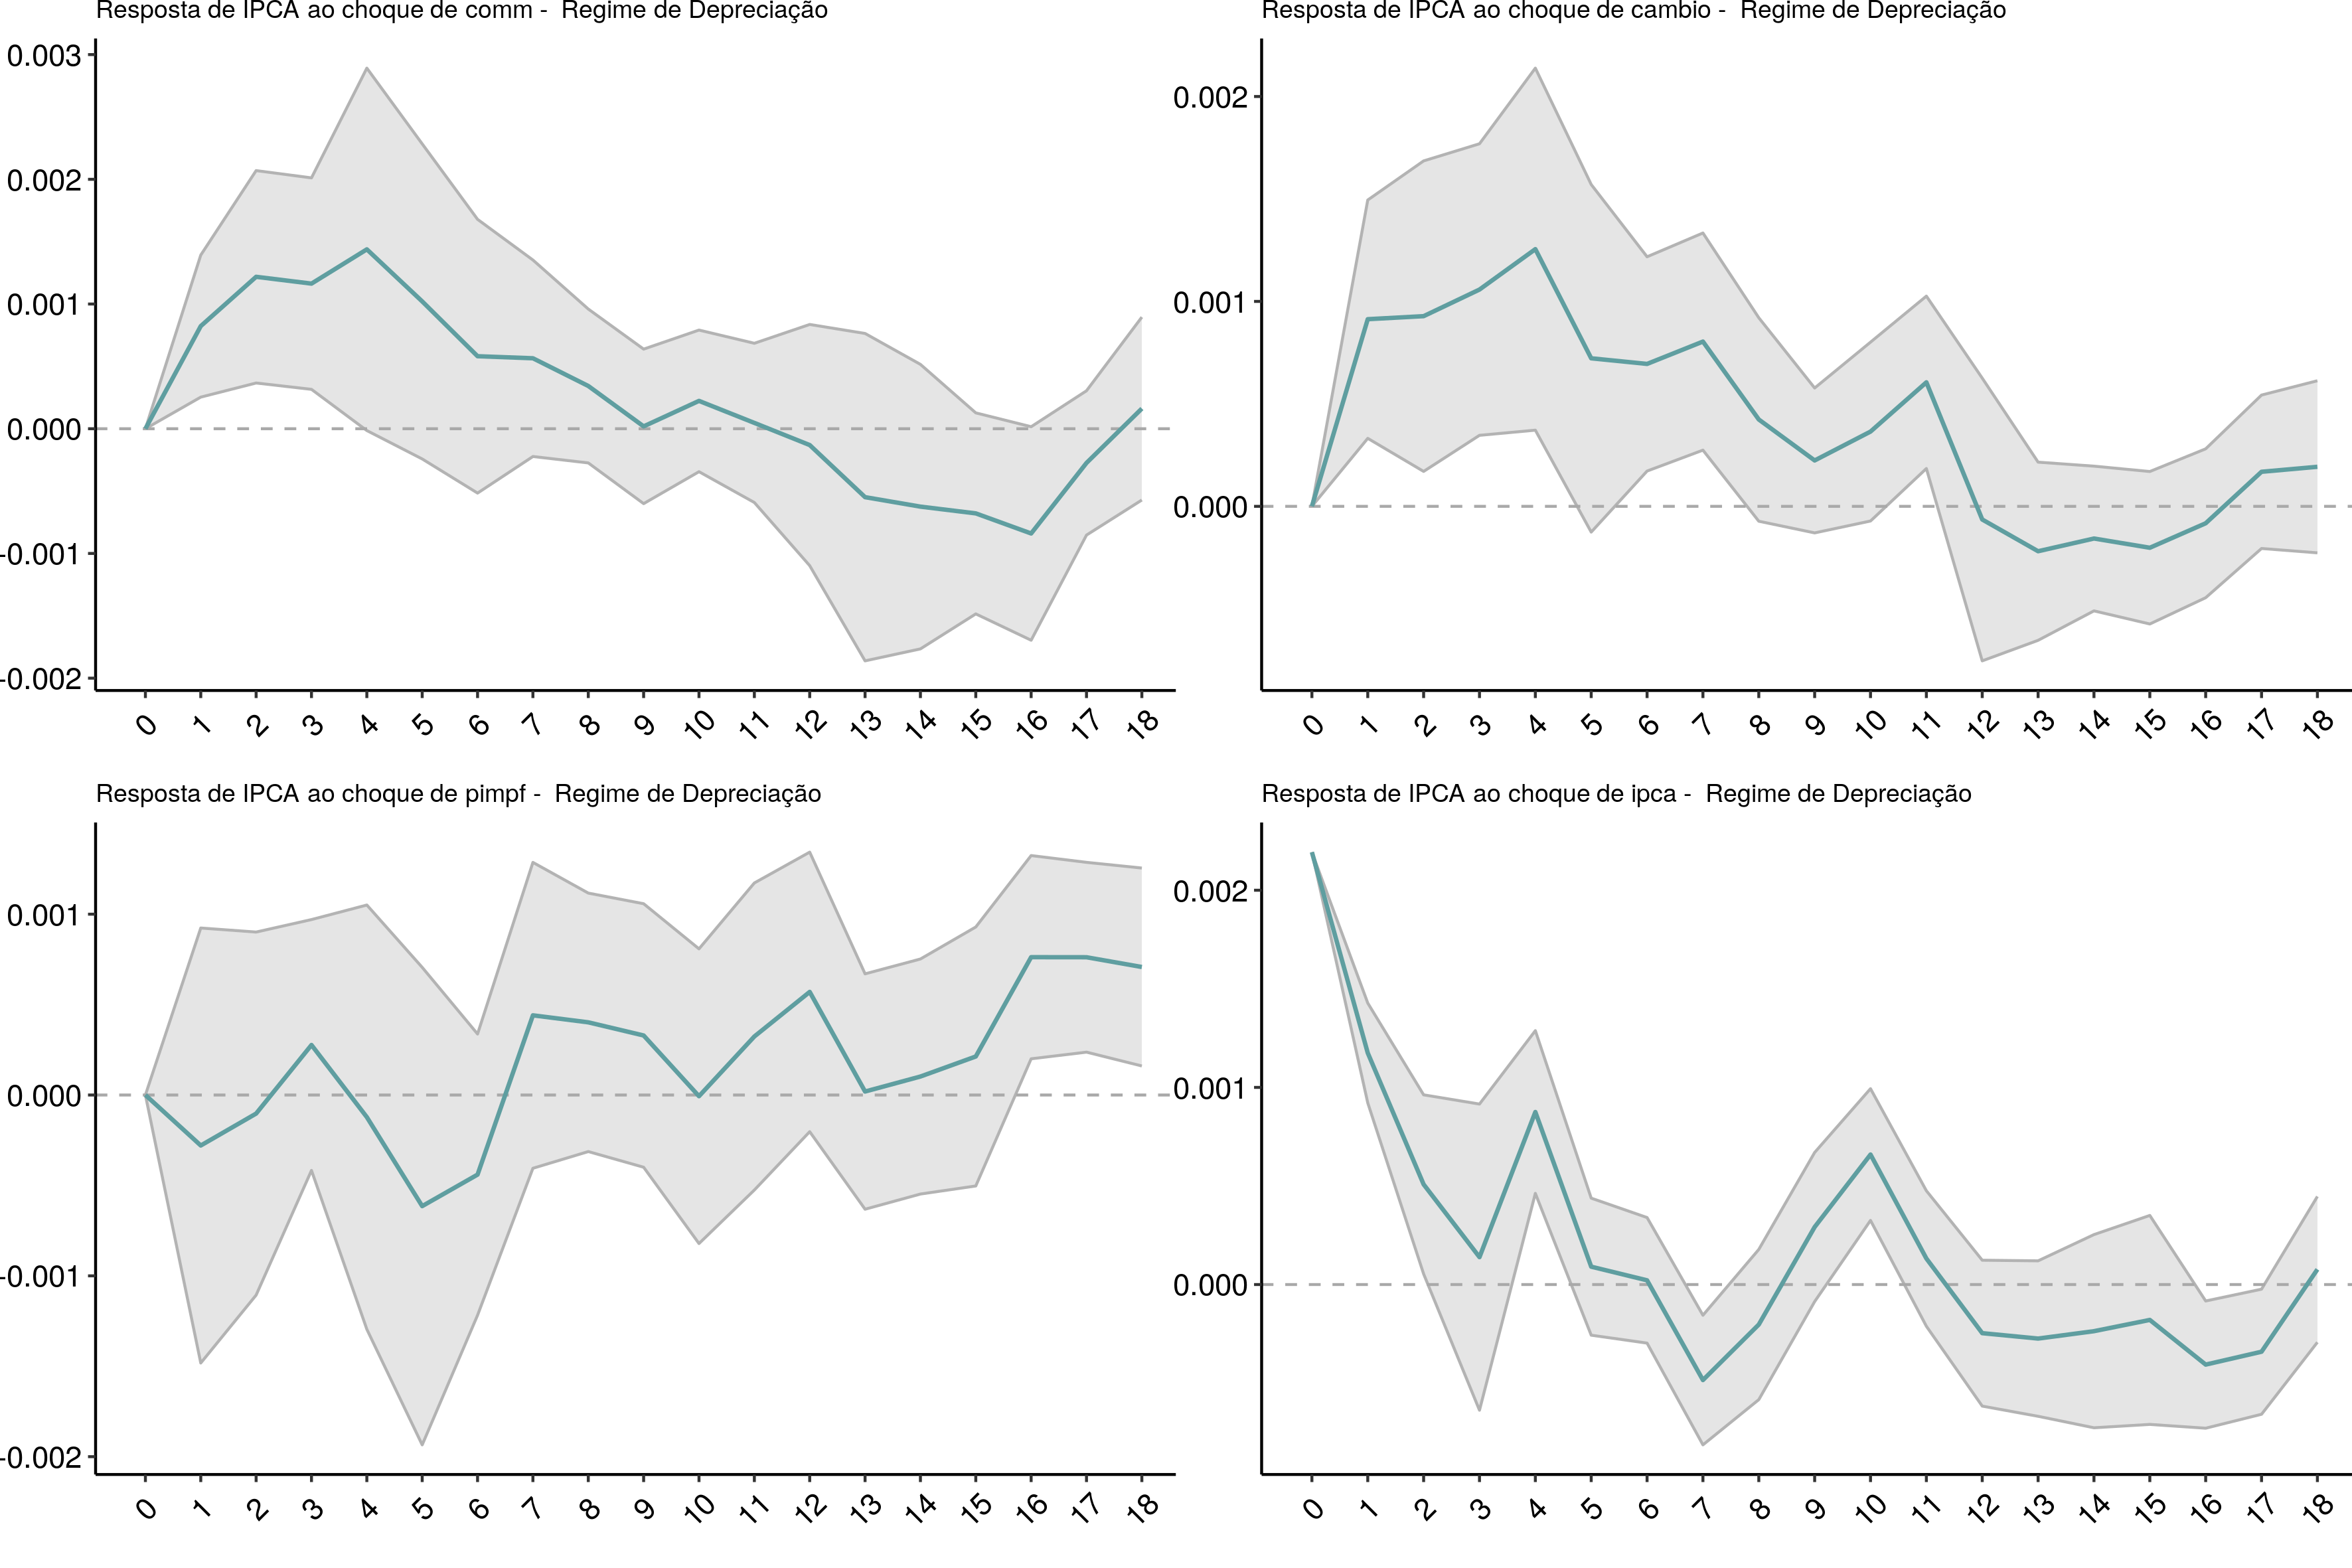 Resposta de IPCA ao choque de comm - Regime de Depreciação
0.003
0.002
0.001
0.000
-0.001
-0.002
0 1 2 3 4 5 6 7 8 9 10 11 12 13 14 15 16 17 18
Resposta de IPCA ao choque de cambio - Regime de Depreciação
0.002
0.001
0.000
0 1 2 3 4 5 6 7 8 9 10 11 12 13 14 15 16 17 18
Resposta de IPCA ao choque de pimpf - Regime de Depreciação
0.001
0.000
-0.001
-0.002
0 1 2 3 4 5 6 7 8 9 10 11 12 13 14 15 16 17 18
Resposta de IPCA ao choque de ipca - Regime de Depreciação
0.002
0.001
0.000
0 1 2 3 4 5 6 7 8 9 10 11 12 13 14 15 16 17 18